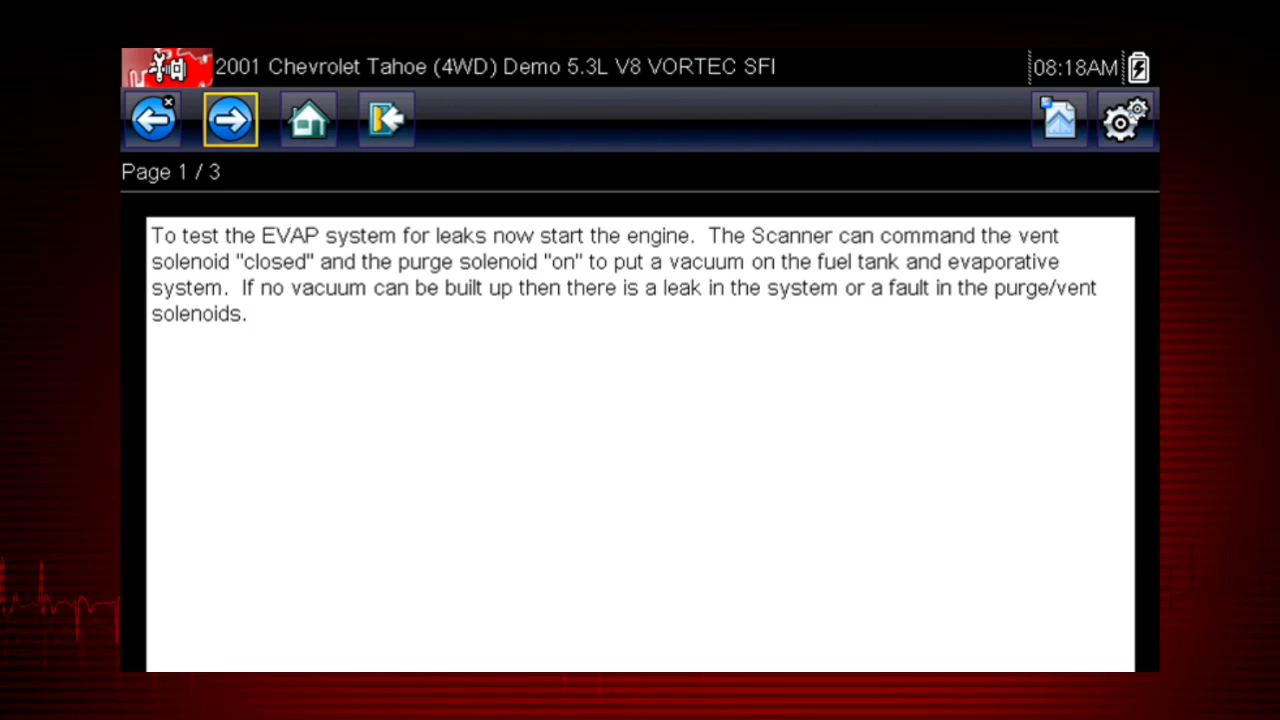 2001 Chevrolet Tahoe (4WD) Demo 5.3L V8 VORTEC SFI
08:18AM
Page 1 / 3
To test the EVAP system for leaks now start the engine.  The Scanner can command the vent
solenoid "closed" and the purge solenoid "on" to put a vacuum on the fuel tank and evaporative
system.  If no vacuum can be built up then there is a leak in the system or a fault in the purge/vent
solenoids.